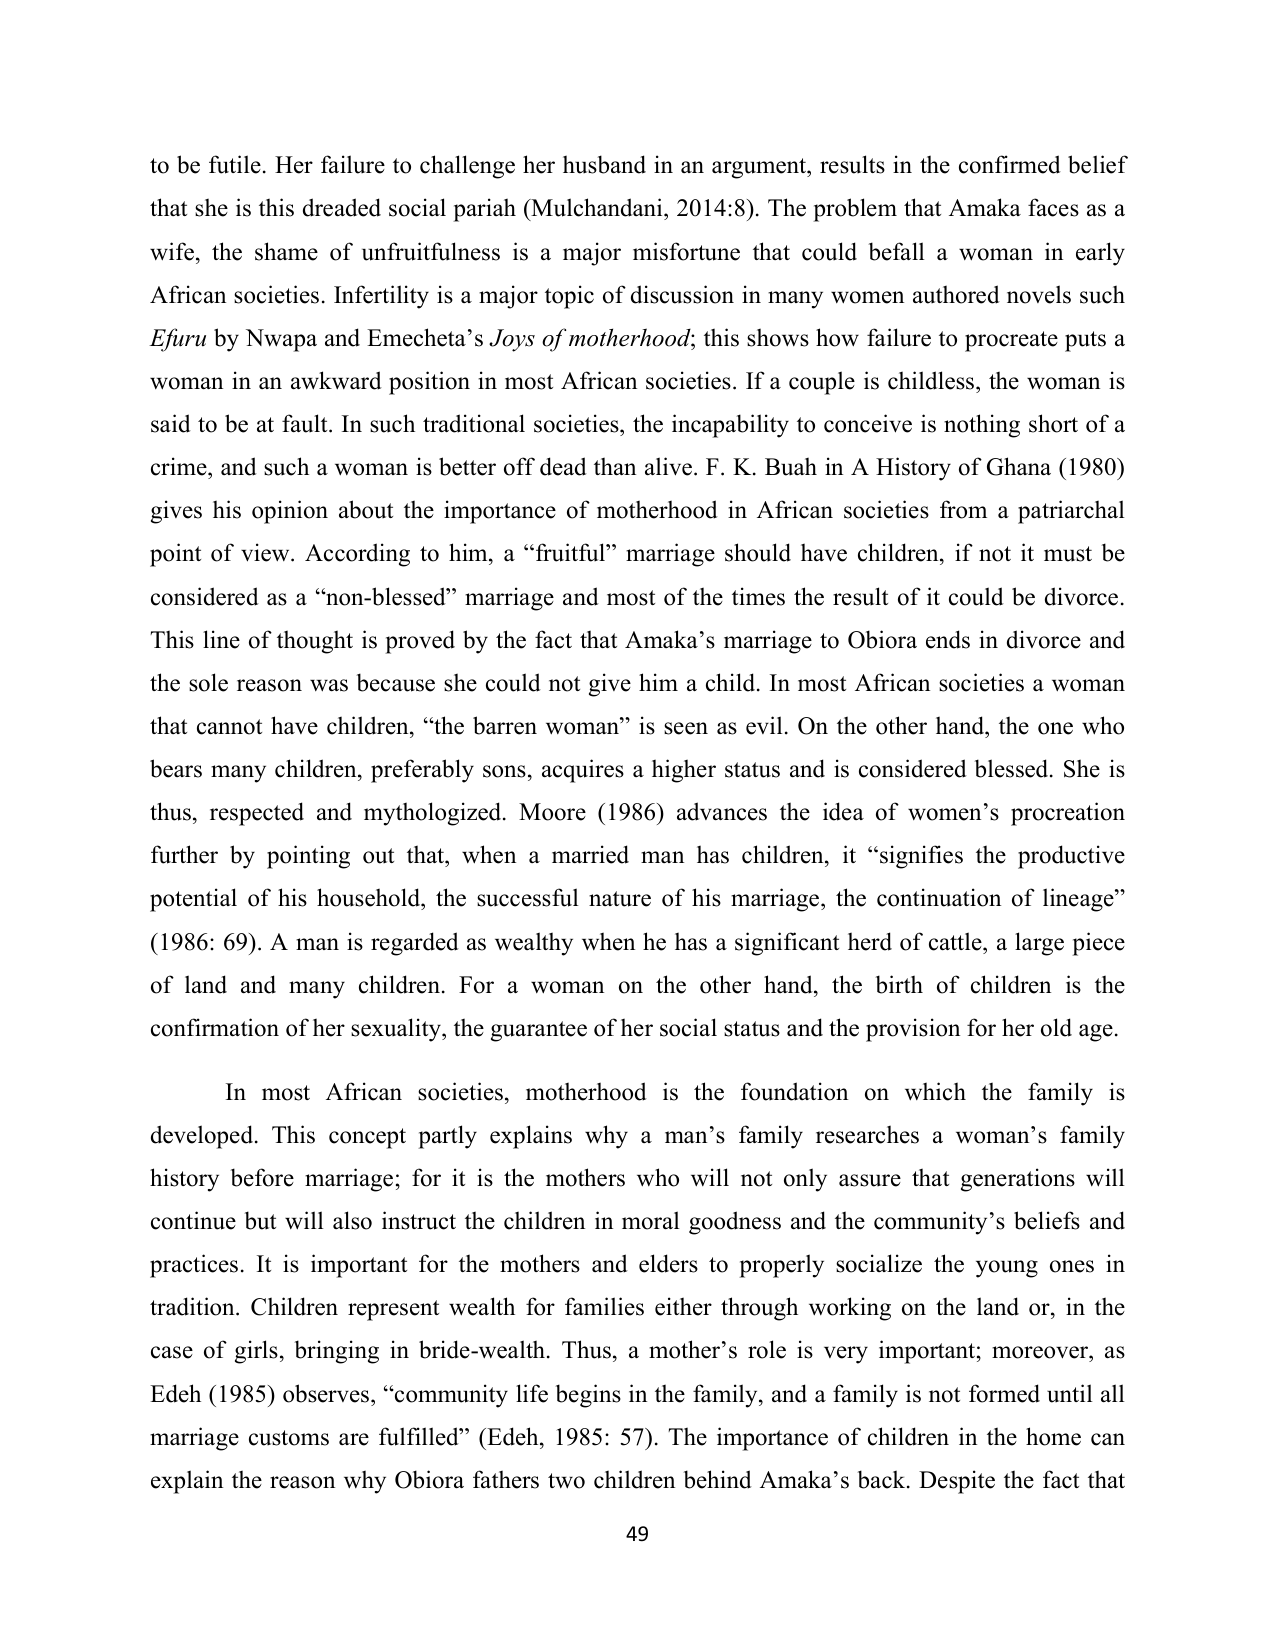 to be futile. Her failure to challenge her husband in an argument, results in the confirmed belief
that she is this dreaded social pariah (Mulchandani, 2014:8). The problem that Amaka faces as a
wife, the shame of unfruitfulness is a major misfortune that could befall a woman in early
African societies. Infertility is a major topic of discussion in many women authored novels such
Efuru by Nwapa and Emecheta’s Joys of motherhood; this shows how failure to procreate puts a
woman in an awkward position in most African societies. If a couple is childless, the woman is
said to be at fault. In such traditional societies, the incapability to conceive is nothing short of a
crime, and such a woman is better off dead than alive. F. K. Buah in A History of Ghana (1980)
gives his opinion about the importance of motherhood in African societies from a patriarchal
point of view. According to him, a “fruitful” marriage should have children, if not it must be
considered as a “non-blessed” marriage and most of the times the result of it could be divorce.
This line of thought is proved by the fact that Amaka’s marriage to Obiora ends in divorce and
the sole reason was because she could not give him a child. In most African societies a woman
that cannot have children, “the barren woman” is seen as evil. On the other hand, the one who
bears many children, preferably sons, acquires a higher status and is considered blessed. She is
thus, respected and mythologized. Moore (1986) advances the idea of women’s procreation
further by pointing out that, when a married man has children, it “signifies the productive
potential of his household, the successful nature of his marriage, the continuation of lineage”
(1986: 69). A man is regarded as wealthy when he has a significant herd of cattle, a large piece
of land and many children. For a woman on the other hand, the birth of children is the
confirmation of her sexuality, the guarantee of her social status and the provision for her old age.
In most African societies, motherhood is the foundation on which the family is
developed. This concept partly explains why a man’s family researches a woman’s family
history before marriage; for it is the mothers who will not only assure that generations will
continue but will also instruct the children in moral goodness and the community’s beliefs and
practices. It is important for the mothers and elders to properly socialize the young ones in
tradition. Children represent wealth for families either through working on the land or, in the
case of girls, bringing in bride-wealth. Thus, a mother’s role is very important; moreover, as
Edeh (1985) observes, “community life begins in the family, and a family is not formed until all
marriage customs are fulfilled” (Edeh, 1985: 57). The importance of children in the home can
explain the reason why Obiora fathers two children behind Amaka’s back. Despite the fact that
49